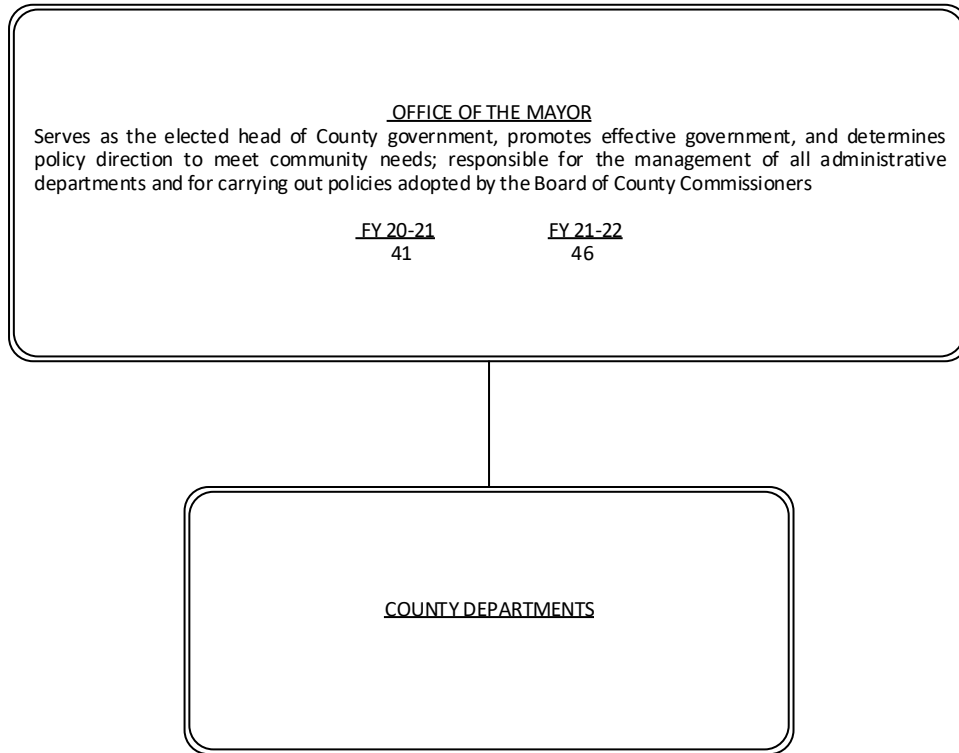 OFFICE OF THE MAYOR
Serves as the elected head of County government, promotes effective government, and determines
policy direction to meet community needs; responsible for the management of all administrative
departments and for carrying out policies adopted by the Board of County Commissioners
FY 20-21 FY 21-22
41 46
COUNTY DEPARTMENTS